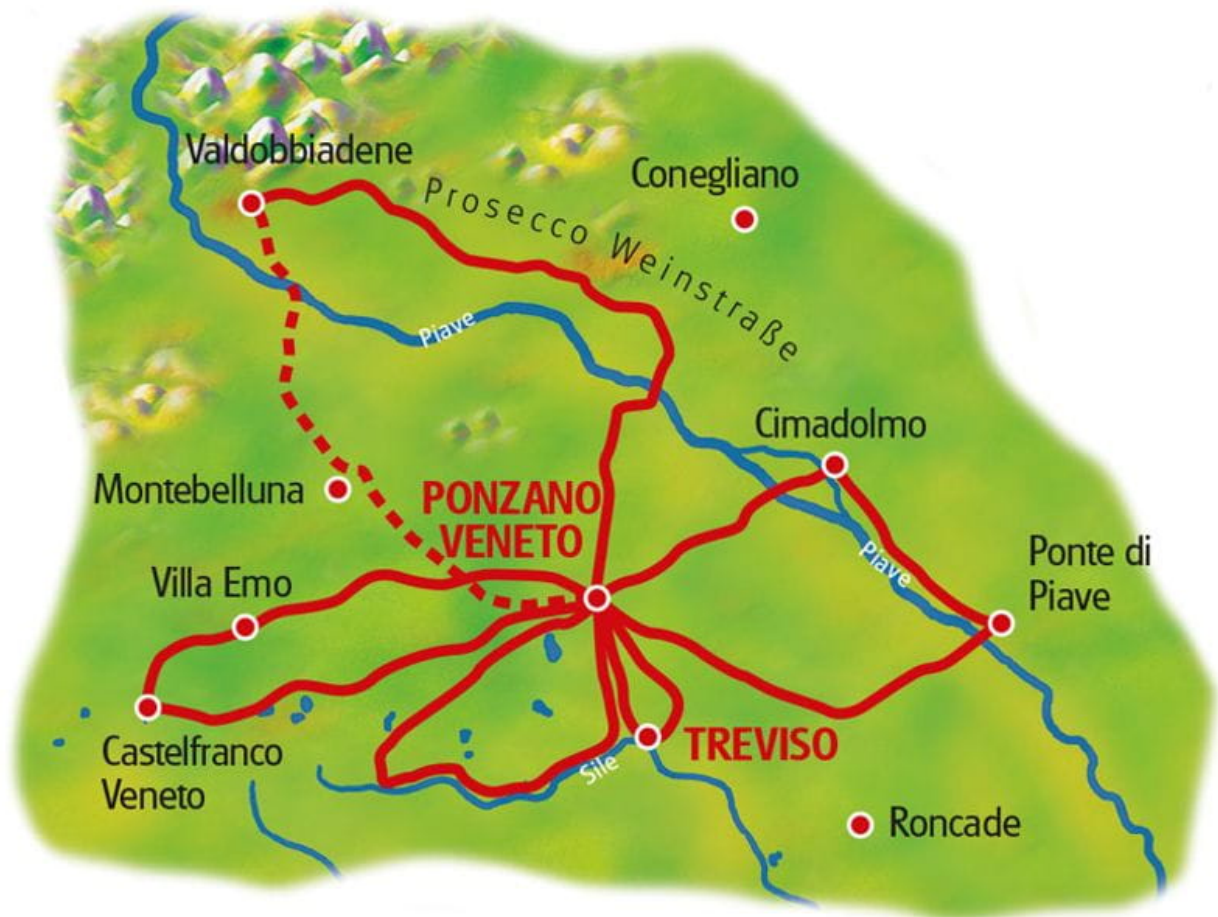 Valdobbiadene
Conegliano
Prosecco Weinstraße
Piave
Cimadolmo
Montebelluna
PONZANO
VENETO
Ponte di
Piave
Piave
Villa Emo
Castelfranco
Veneto
TREVISO
Sile
Roncade